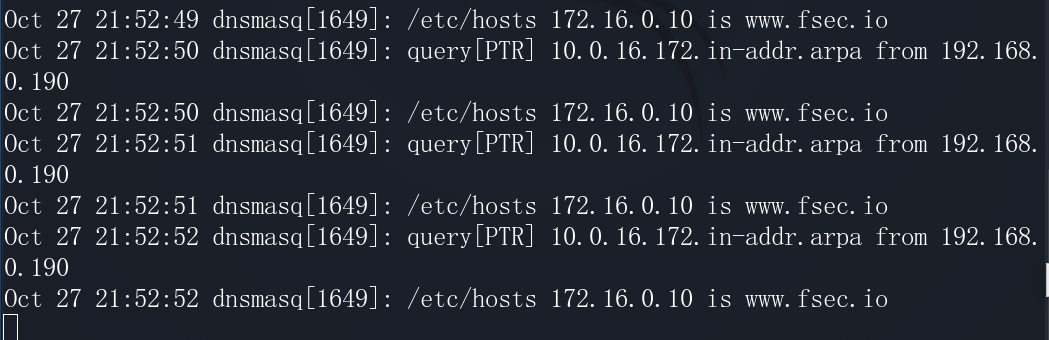 Oct 27 21:52:49 dnsmasq[1649]: /etc/hosts 172.16.0.10 is www.fsec.io
Oct 27 21:52:50 dnsmasq[1649]: query[PTR] 10.0.16.172.in-addr.arpa from 192.168.
0.190
Oct 27 21:52:50 dnsmasq[1649]: /etc/hosts 172.16.0.10 is www.fsec.io
Oct 27 21:52:51 dnsmasq[1649]: query[PTR] 10.0.16.172.in-addr.arpa from 192.168.
0.190
Oct 27 21:52:51 dnsmasq[1649]: /etc/hosts 172.16.0.10 is www.fsec.io
Oct 27 21:52:52 dnsmasq[1649]: query[PTR] 10.0.16.172.in-addr.arpa from 192.168.
0.190
Oct 27 21:52:52 dnsmasq[1649]: /etc/hosts 172.16.0.10 is www.fsec.io